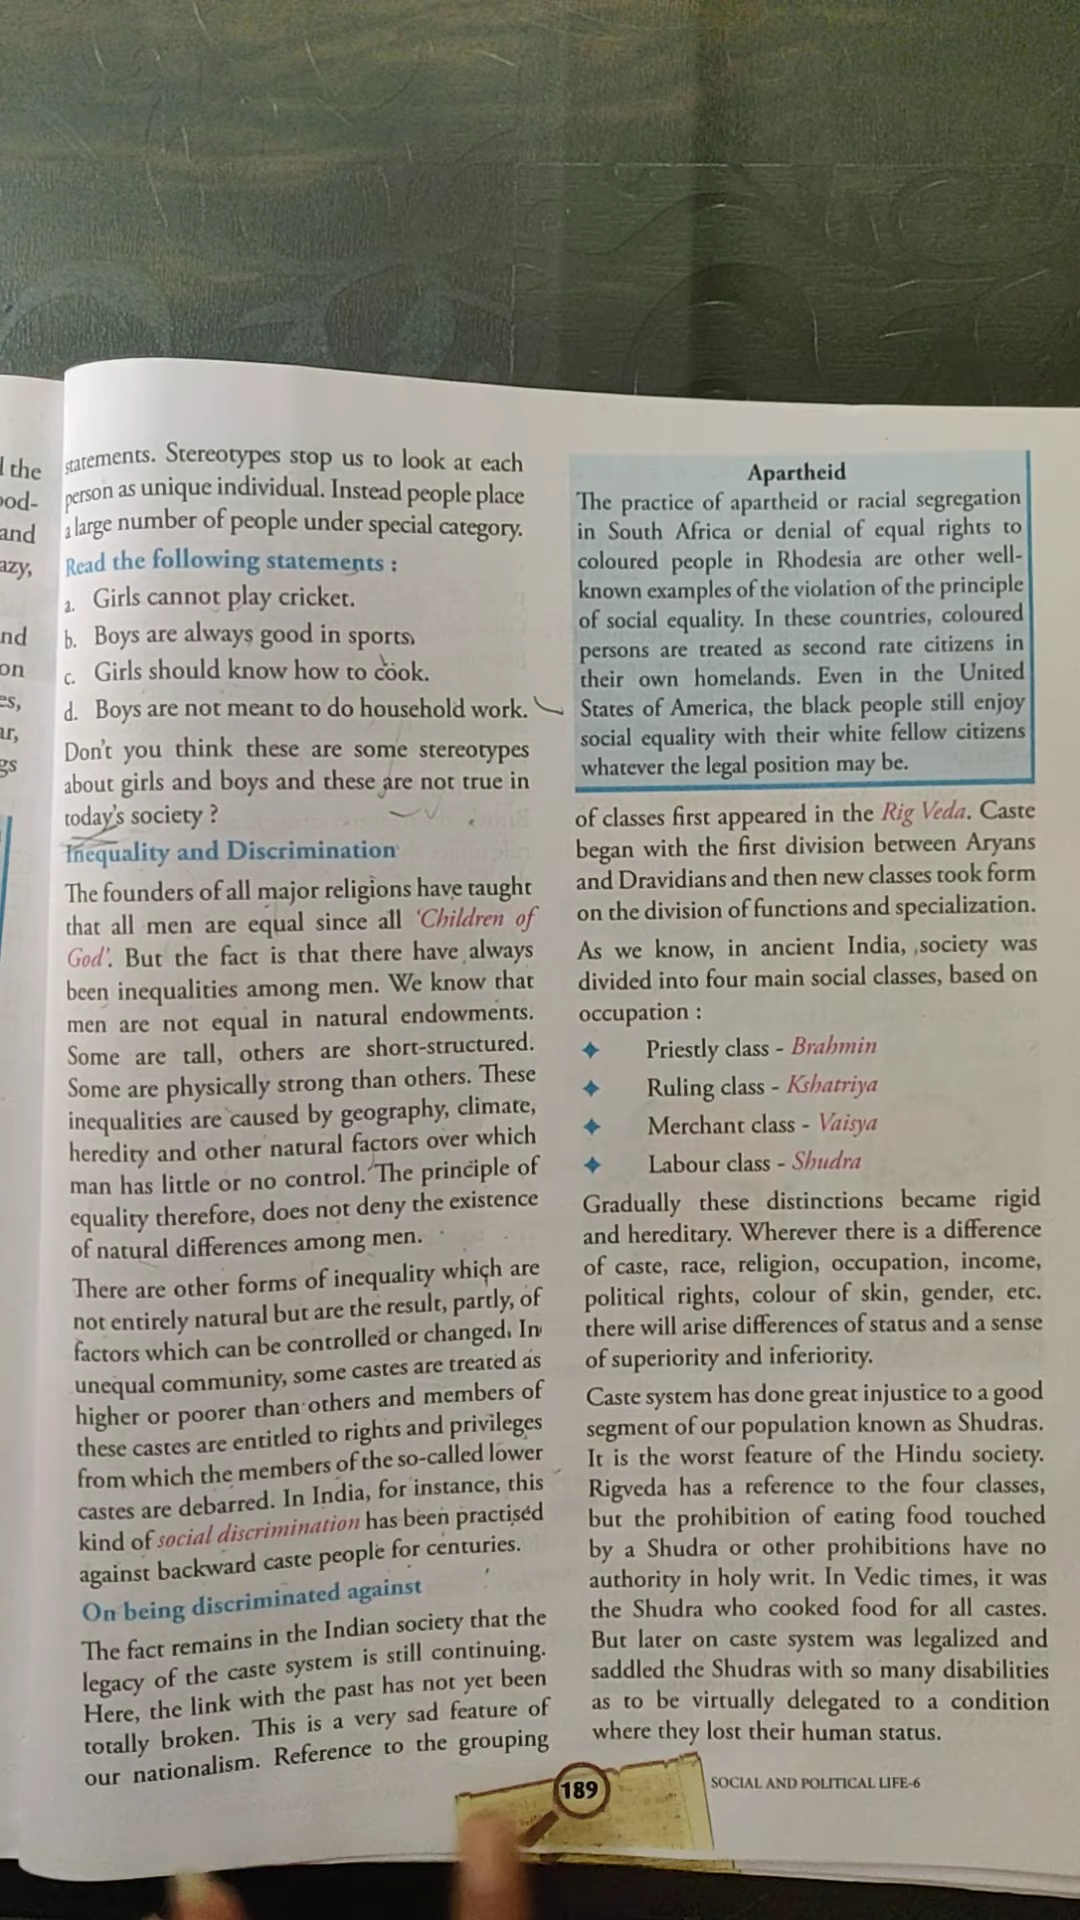 l the
ood-
and
azy,
nd
on
es,
ar,
gs
statements. Stereotypes stop us to look at each
person as unique individual. Instead people place
a large number of people under special category.
Read the following statements :
a. Girls cannot play cricket.
b. Boys are always good in sports.
c. Girls should know how to cook.
d. Boys are not meant to do household work.
Don't you think these are some stereotypes
about girls and boys and these are not true in
today's society ?
Inequality and Discrimination
The founders of all major religions have taught
that all men are equal since all 'Children of
God'. But the fact is that there have always
been inequalities among men. We know that
men are not equal in natural endowments.
Some are tall, others are short-structured.
Some are physically strong than others. These
inequalities are caused by geography, climate,
heredity and other natural factors over which
man has little or no control. The principle of
equality therefore, does not deny the existence
of natural differences among men.
There are other forms of inequality which are
not entirely natural but are the result, partly, of
factors which can be controlled or changed. In
unequal community, some castes are treated as
higher or poorer than others and members of
these castes are entitled to rights and privileges
from which the members of the so-called lower
castes are debarred. In India, for instance, this
kind of social discrimination has been practised
against backward caste people for centuries.
On being discriminated against
The fact remains in the Indian society that the
legacy of the caste system is still continuing.
Here, the link with the past has not yet been
totally broken. This is a very sad feature of
our nationalism. Reference to the grouping
Apartheid
The practice of apartheid or racial segregation
in South Africa or denial of equal rights to
coloured people in Rhodesia are other well-
known examples of the violation of the principle
of social equality. In these countries, coloured
persons are treated as second rate citizens in
their own homelands. Even in the United
States of America, the black people still enjoy
social equality with their white fellow citizens
whatever the legal position may be.
of classes first appeared in the Rig Veda. Caste
began with the first division between Aryans
and Dravidians and then new classes took form
on the division of functions and specialization.
As we know, in ancient India, society was
divided into four main social classes, based on
occupation :
✦ Priestly class - Brahmin
✦ Ruling class - Kshatriya
✦ Merchant class - Vaisya
✦ Labour class - Shudra
Gradually these distinctions became rigid
and hereditary. Wherever there is a difference
of caste, race, religion, occupation, income,
political rights, colour of skin, gender, etc.
there will arise differences of status and a sense
of superiority and inferiority.
Caste system has done great injustice to a good
segment of our population known as Shudras.
It is the worst feature of the Hindu society.
Rigveda has a reference to the four classes,
but the prohibition of eating food touched
by a Shudra or other prohibitions have no
authority in holy writ. In Vedic times, it was
the Shudra who cooked food for all castes.
But later on caste system was legalized and
saddled the Shudras with so many disabilities
as to be virtually delegated to a condition
where they lost their human status.
189
SOCIAL AND POLITICAL LIFE-6